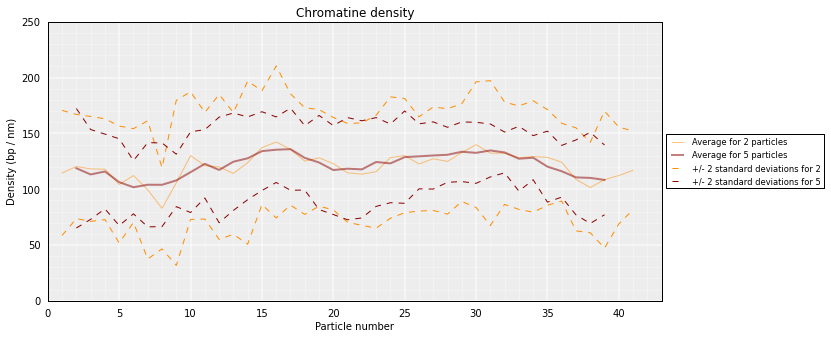 Chromatine density
250
200
150
100
50
0
Density (bp / nm)
0 5 10 15 20 25 30 35 40
Particle number
Average for 2 particles
Average for 5 particles
+/- 2 standard deviations for 2
+/- 2 standard deviations for 5